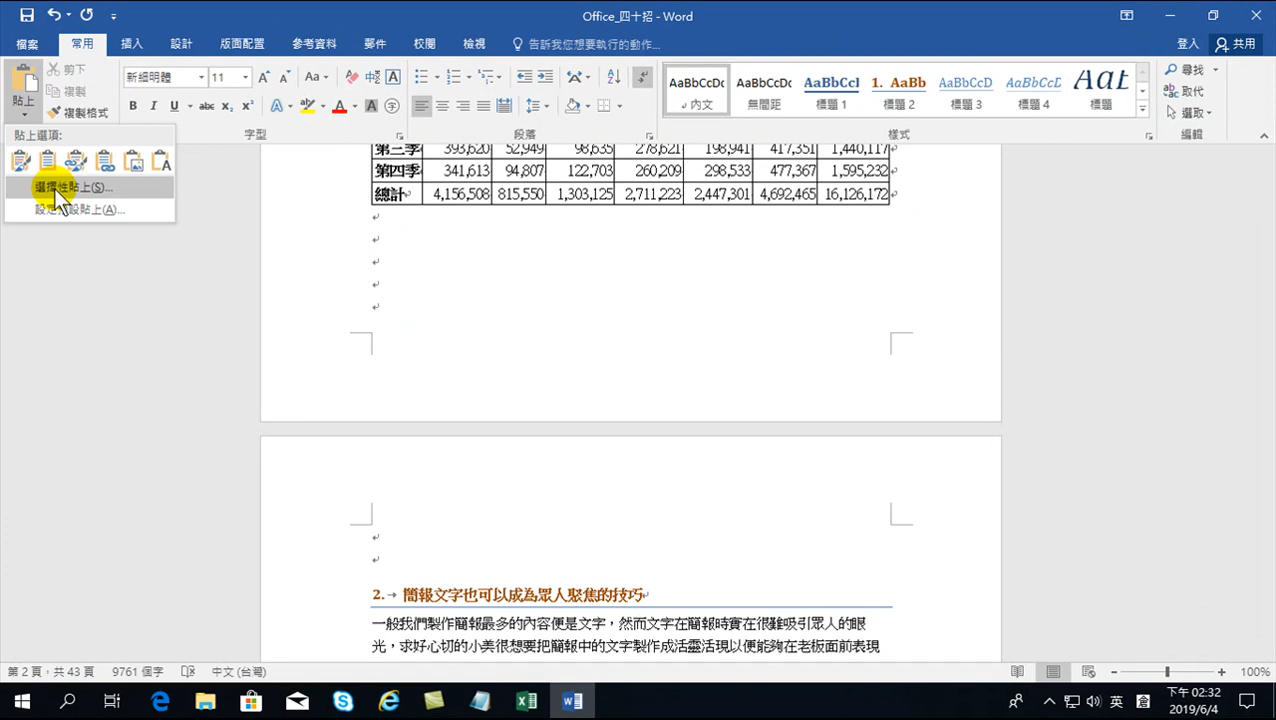 Office_四十招 - Word
檔案 常用 插入 設計 版面配置 參考資料 郵件 校閱 檢視 告訴我您想要執行的動作... 登入 共用
貼上 剪下 複製 複製格式
新細明體 11
字型 段落 樣式 編輯
AaBbCcDc AaBbCcDc AaBbCcI 1. AaBb AaBbCcD AaBbCcD AaB
內文 無間距 標題 1 標題 2 標題 3 標題 4 標題
尋找 取代 選取
貼上選項:
選擇性貼上(S)...
設定預設貼上(A)...
第三季 393,620 52,949 98,635 278,621 198,941 417,351 1,440,117
第四季 341,613 94,807 122,703 260,209 298,541 477,367 1,595,232
總計 4,156,508 815,550 1,303,125 2,711,223 2,447,301 4,692,465 16,126,172
2. 簡報文字也可以成為眾人聚焦的技巧
一般我們製作簡報最多的內容便是文字，然而文字在簡報時實在很難吸引眾人的眼
光，求好心切的小美很想要把簡報中的文字製作成活靈活現以便能夠在老板面前表現
第 2 頁，共 43 頁 9761 個字 中文 (台灣) 100%
英 下午 02:32
2019/6/4